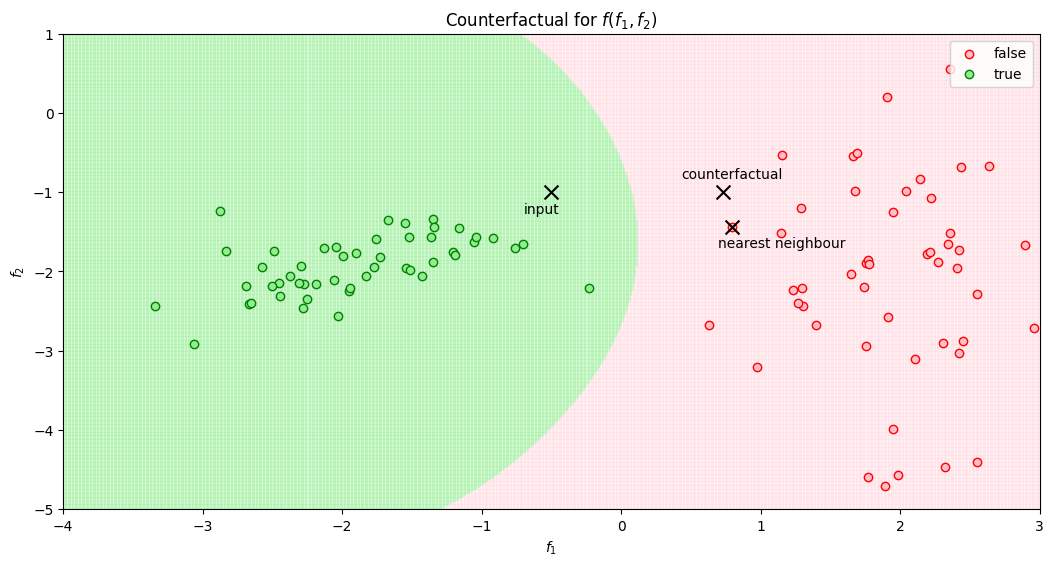 Counterfactual for f(f₁, f₂)
false
true
counterfactual
input
nearest neighbour
1
0
−1
−2
−3
−4
−5
f₂
−4
−3
−2
−1
0
1
2
3
f₁